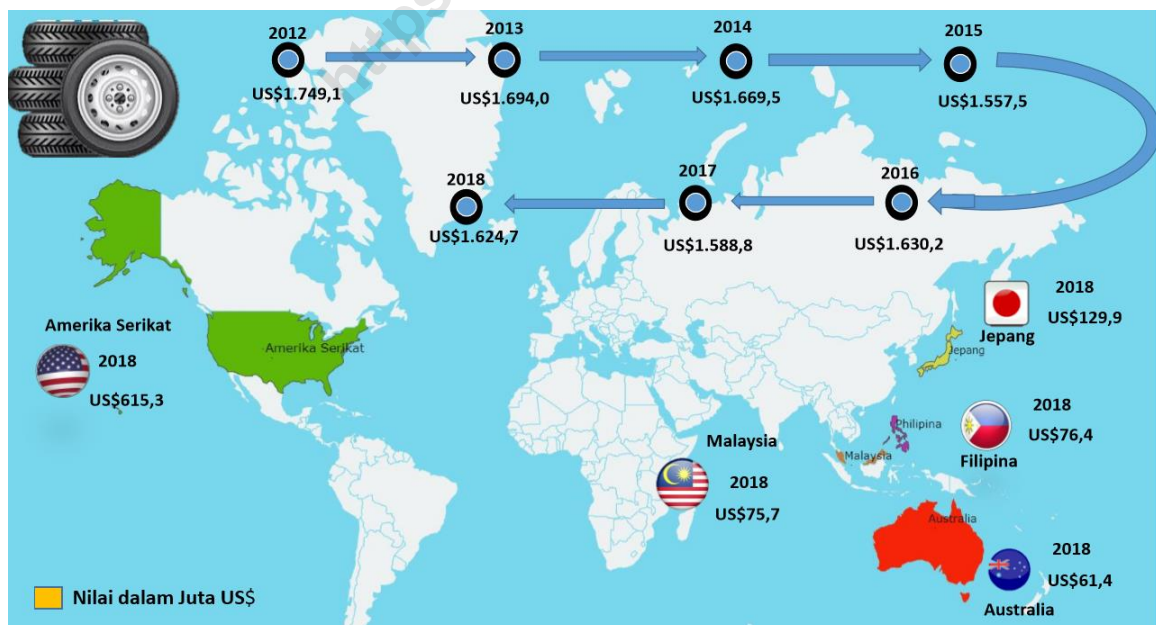 https
2012
US$1.749,1
2013
US$1.694,0
2014
US$1.669,5
2015
US$1.557,5
2016
US$1.630,2
2017
US$1.588,8
2018
US$1.624,7
Amerika Serikat
2018
US$615,3
Amerika Serikat
2018
US$129,9
Jepang
Jepang
2018
US$76,4
Filipina
Philipina
Malaysia
2018
US$75,7
Malaysia
Australia
2018
US$61,4
Australia
Nilai dalam Juta US$